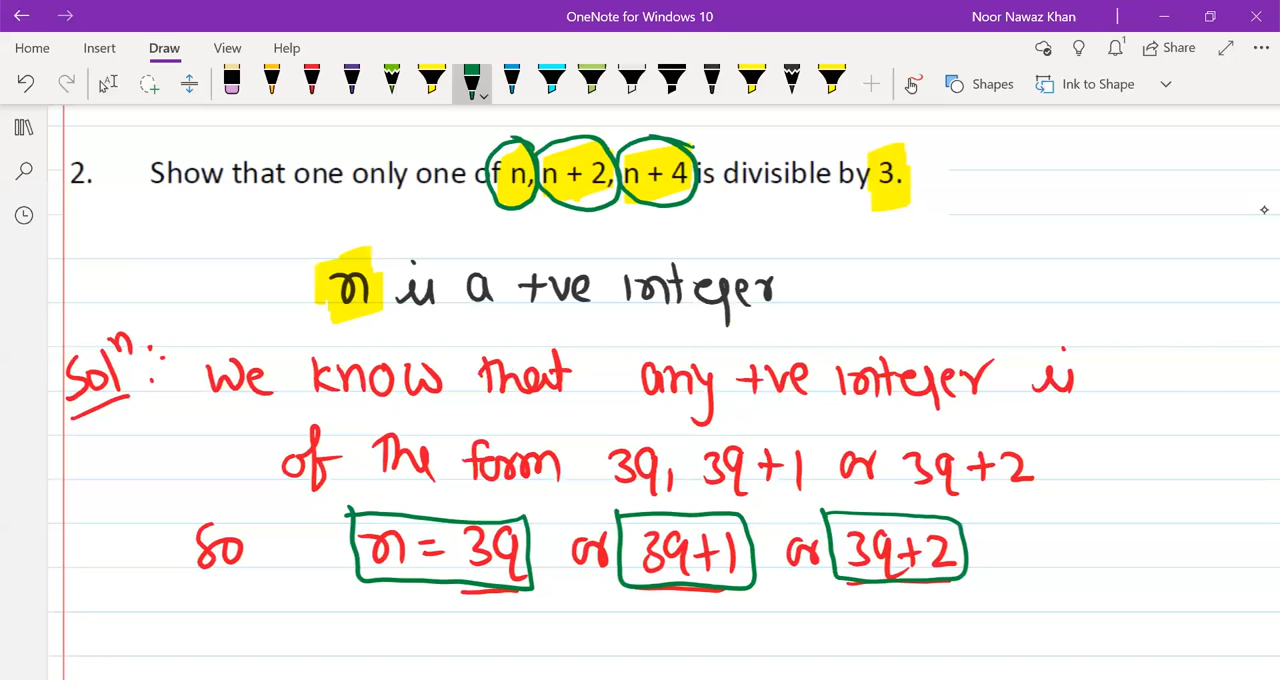 OneNote for Windows 10
Noor Nawaz Khan
Home Insert Draw View Help
1
Share
Shapes
Ink to Shape
2. Show that one only one of n, n + 2, n + 4 is divisible by 3.
n is a +ve integer
Solⁿ: We know that any +ve integer is
of the form 3q, 3q+1 or 3q+2
So n = 3q or 3q+1 or 3q+2